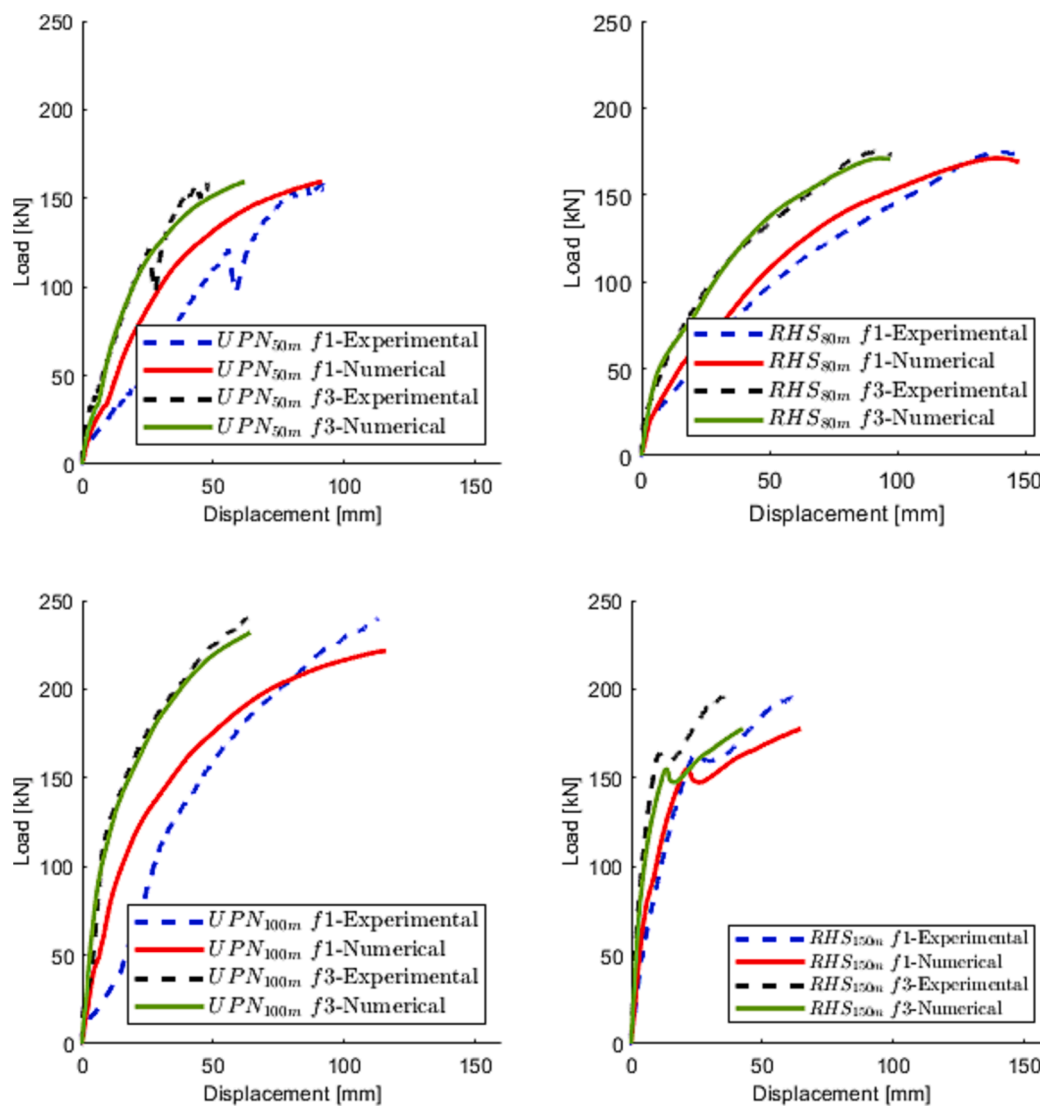 250
200
150
100
50
0
Load [kN]
0 50 100 150
Displacement [mm]
UPN50m f1-Experimental
UPN50m f1-Numerical
UPN50m f3-Experimental
UPN50m f3-Numerical
250
200
150
100
50
0
Load [kN]
0 50 100 150
Displacement [mm]
RHS80m f1-Experimental
RHS80m f1-Numerical
RHS80m f3-Experimental
RHS80m f3-Numerical
250
200
150
100
50
0
Load [kN]
0 50 100 150
Displacement [mm]
UPN100m f1-Experimental
UPN100m f1-Numerical
UPN100m f3-Experimental
UPN100m f3-Numerical
250
200
150
100
50
0
Load [kN]
0 50 100 150
Displacement [mm]
RHS150m f1-Experimental
RHS150m f1-Numerical
RHS150m f3-Experimental
RHS150m f3-Numerical